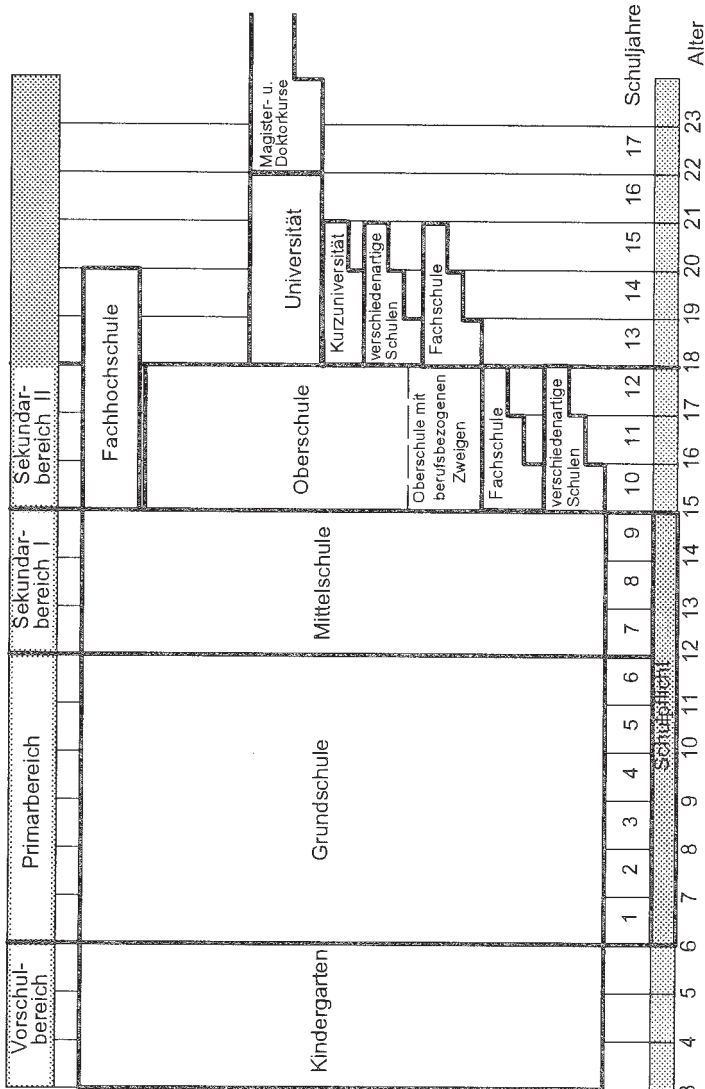 Vorschul-
bereich
Primarbereich
Sekundar-
bereich I
Sekundar-
bereich II
Kindergarten
Grundschule
Mittelschule
Fachhochschule
Oberschule
Oberschule mit
berufsbezogenen
Zweigen
Fachschule
verschiedenartige
Schulen
Universität
Magister- u.
Doktorkurse
Kurzuniversität
verschiedenartige
Schulen
Fachschule
1 2 3 4 5 6 7 8 9 10 11 12 13 14 15 16 17 Schuljahre
Schulpflicht
3 4 5 6 7 8 9 10 11 12 13 14 15 16 17 18 19 20 21 22 23 Alter